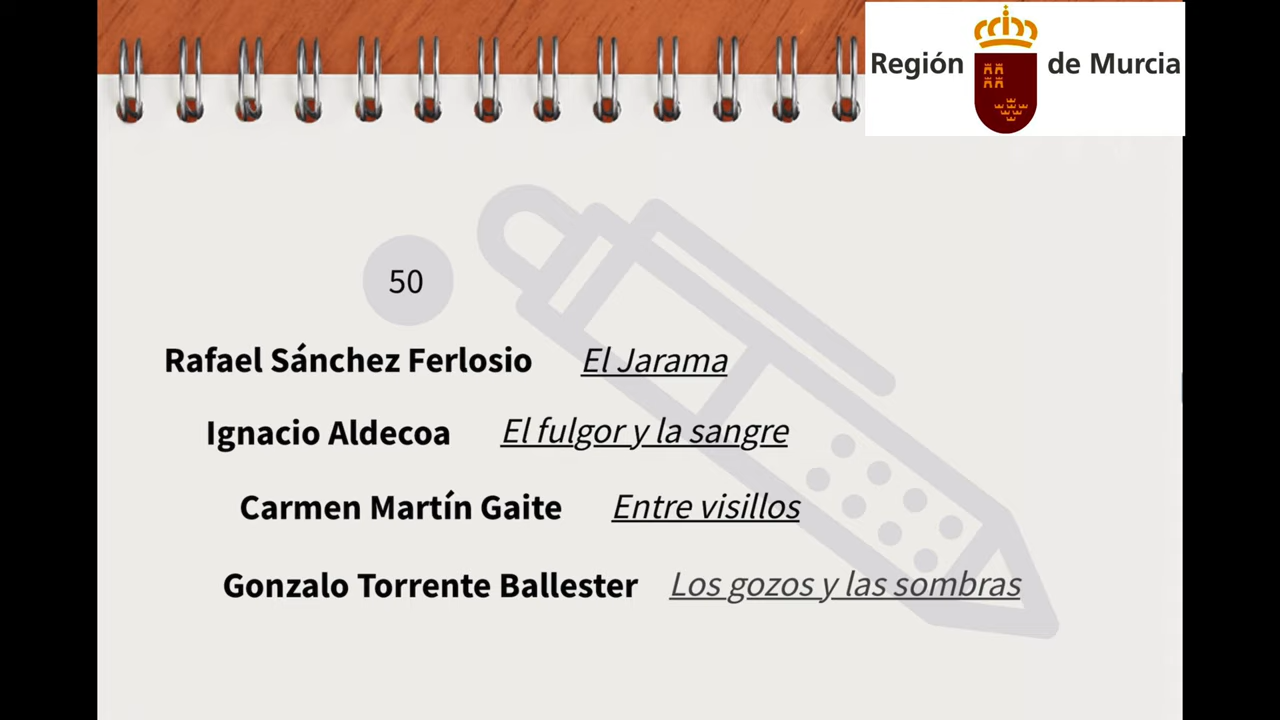 Región de Murcia
50
Rafael Sánchez Ferlosio El Jarama
Ignacio Aldecoa El fulgor y la sangre
Carmen Martín Gaite Entre visillos
Gonzalo Torrente Ballester Los gozos y las sombras